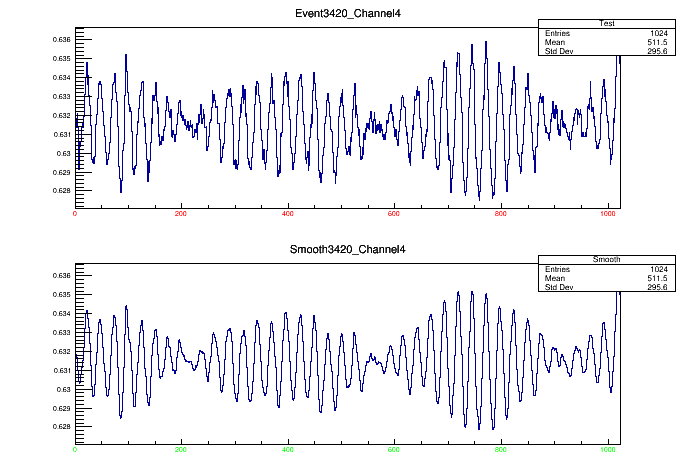 Event3420_Channel4
Test
Entries 1024
Mean 511.5
Std Dev 295.6
0.636
0.635
0.634
0.633
0.632
0.631
0.63
0.629
0.628
0 200 400 600 800 1000
Smooth3420_Channel4
Smooth
Entries 1024
Mean 511.5
Std Dev 295.6
0.636
0.635
0.634
0.633
0.632
0.631
0.63
0.629
0.628
0 200 400 600 800 1000